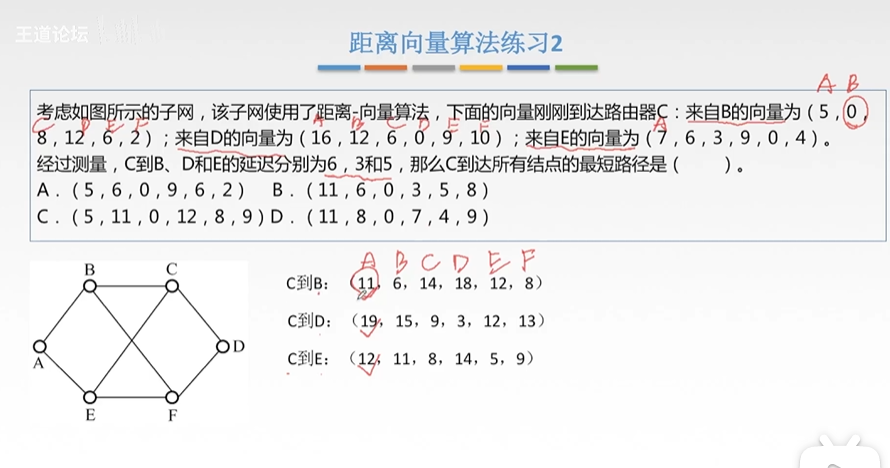 王道论坛
距离向量算法练习2
A B
考虑如图所示的子网，该子网使用了距离-向量算法，下面的向量刚刚到达路由器C：来自B的向量为（5，0，
C D E F A B C D E F A
8，12，6，2）；来自D的向量为（16，12，6，0，9，10）；来自E的向量为（7，6，3，9，0，4）。
经过测量，C到B、D和E的延迟分别为6，3和5，那么C到达所有结点的最短路径是（ ）。
A．（5，6，0，9，6，2） B．（11，6，0，3，5，8）
C．（5，11，0，12，8，9）D．（11，8，0，7，4，9）
A B C D E F
C到B：（11，6，14，18，12，8）
C到D：（19，15，9，3，12，13）
C到E：（12，11，8，14，5，9）
B C
A D
E F